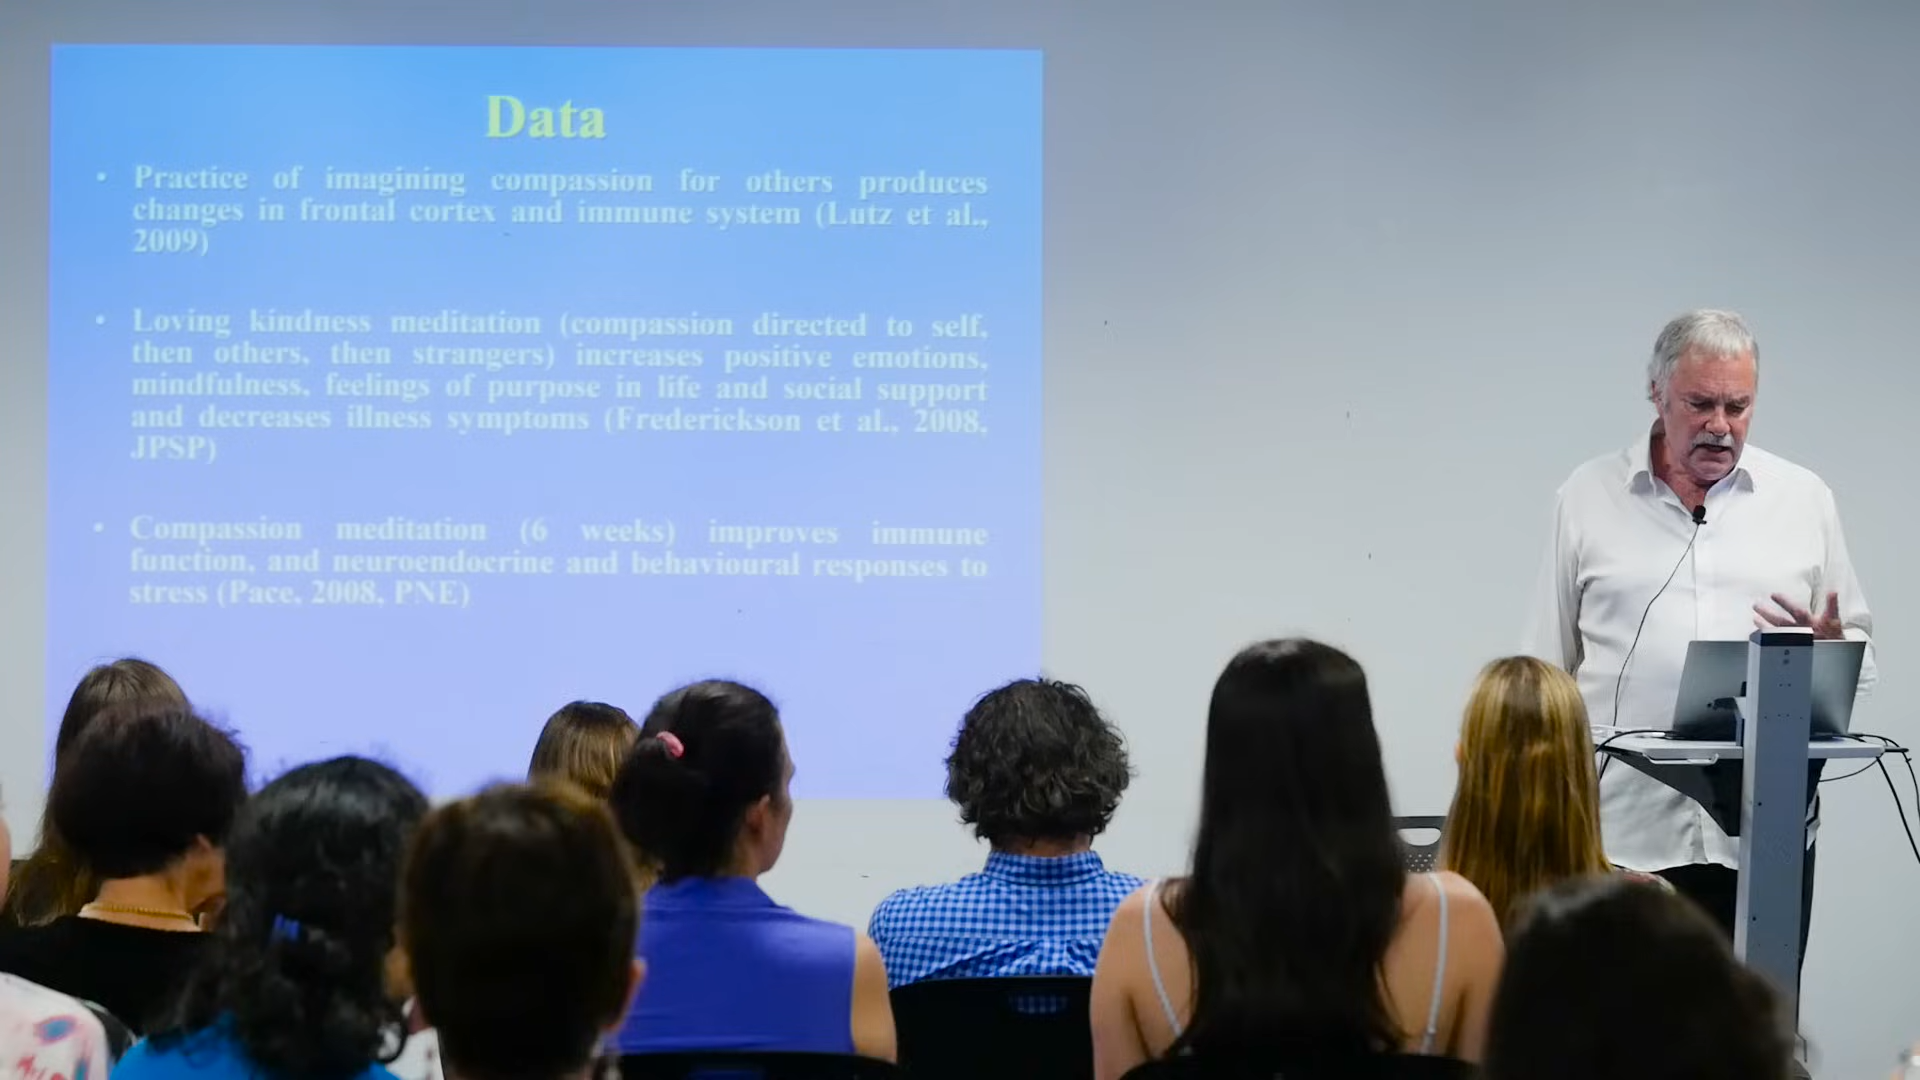 Data
• Practice of imagining compassion for others produces
changes in frontal cortex and immune system (Lutz et al.,
2009)
• Loving kindness meditation (compassion directed to self,
then others, then strangers) increases positive emotions,
mindfulness, feelings of purpose in life and social support
and decreases illness symptoms (Frederickson et al., 2008,
JPSP)
• Compassion meditation (6 weeks) improves immune
function, and neuroendocrine and behavioural responses to
stress (Pace, 2008, PNE)